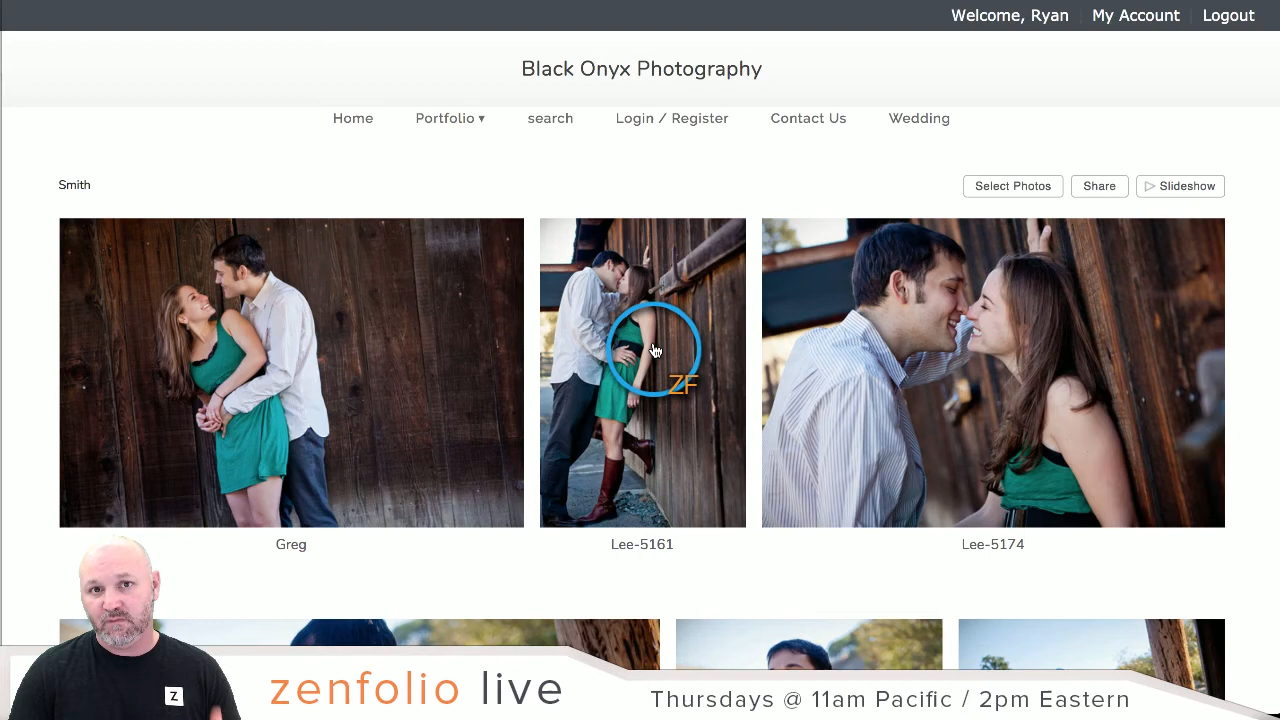 Welcome, Ryan | My Account | Logout
Black Onyx Photography
Home Portfolio ▾ search Login / Register Contact Us Wedding
Smith Select Photos Share ▷ Slideshow
ZF
Greg Lee-5161 Lee-5174
Z
zenfolio live
Thursdays @ 11am Pacific / 2pm Eastern